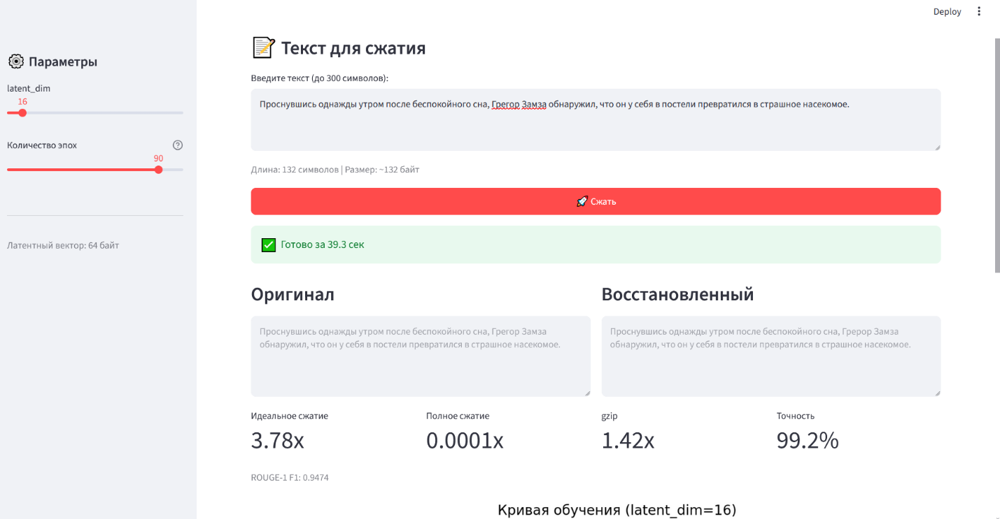 Deploy
Параметры
latent_dim
16
Количество эпох
90
Латентный вектор: 64 байт
Текст для сжатия
Введите текст (до 300 символов):
Проснувшись однажды утром после беспокойного сна, Грегор Замза обнаружил, что он у себя в постели превратился в страшное насекомое.
Длина: 132 символов | Размер: ~132 байт
Сжать
Готово за 39.3 сек
Оригинал
Проснувшись однажды утром после беспокойного сна, Грегор Замза
обнаружил, что он у себя в постели превратился в страшное насекомое.
Восстановленный
Проснувшись однажды утром после беспокойного сна, Грерор Замза
обнаружил, что он у себя в постели превратился в страшное насекомое.
Идеальное сжатие
3.78x
Полное сжатие
0.0001x
gzip
1.42x
Точность
99.2%
ROUGE-1 F1: 0.9474
Кривая обучения (latent_dim=16)